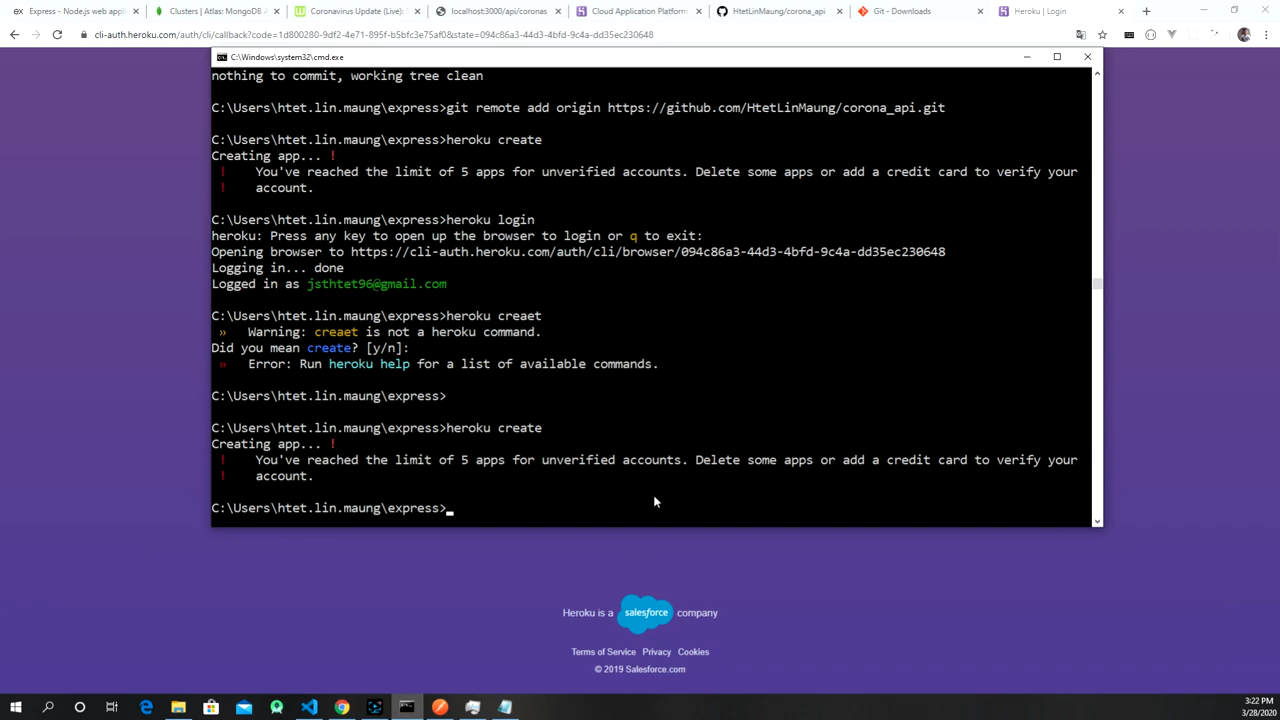 Express - Node.js web appl
Clusters | Atlas: MongoDB A
Coronavirus Update (Live):
localhost:3000/api/coronas
Cloud Application Platform
HtetLinMaung/corona_api
Git - Downloads
Heroku | Login
cli-auth.heroku.com/auth/cli/callback?code=1d800280-9df2-4e71-895f-b5bfc3e75af0&state=094c86a3-44d3-4bfd-9c4a-dd35ec230648
C:\Windows\system32\cmd.exe
nothing to commit, working tree clean
C:\Users\htet.lin.maung\express>git remote add origin https://github.com/HtetLinMaung/corona_api.git
C:\Users\htet.lin.maung\express>heroku create
Creating app... !
! You've reached the limit of 5 apps for unverified accounts. Delete some apps or add a credit card to verify your
! account.
C:\Users\htet.lin.maung\express>heroku login
heroku: Press any key to open up the browser to login or q to exit:
Opening browser to https://cli-auth.heroku.com/auth/cli/browser/094c86a3-44d3-4bfd-9c4a-dd35ec230648
Logging in... done
Logged in as jsthtet96@gmail.com
C:\Users\htet.lin.maung\express>heroku creaet
» Warning: creaet is not a heroku command.
Did you mean create? [y/n]:
» Error: Run heroku help for a list of available commands.
C:\Users\htet.lin.maung\express>
C:\Users\htet.lin.maung\express>heroku create
Creating app... !
! You've reached the limit of 5 apps for unverified accounts. Delete some apps or add a credit card to verify your
! account.
C:\Users\htet.lin.maung\express>
Heroku is a salesforce company
Terms of Service Privacy Cookies
© 2019 Salesforce.com
3:22 PM
3/28/2020